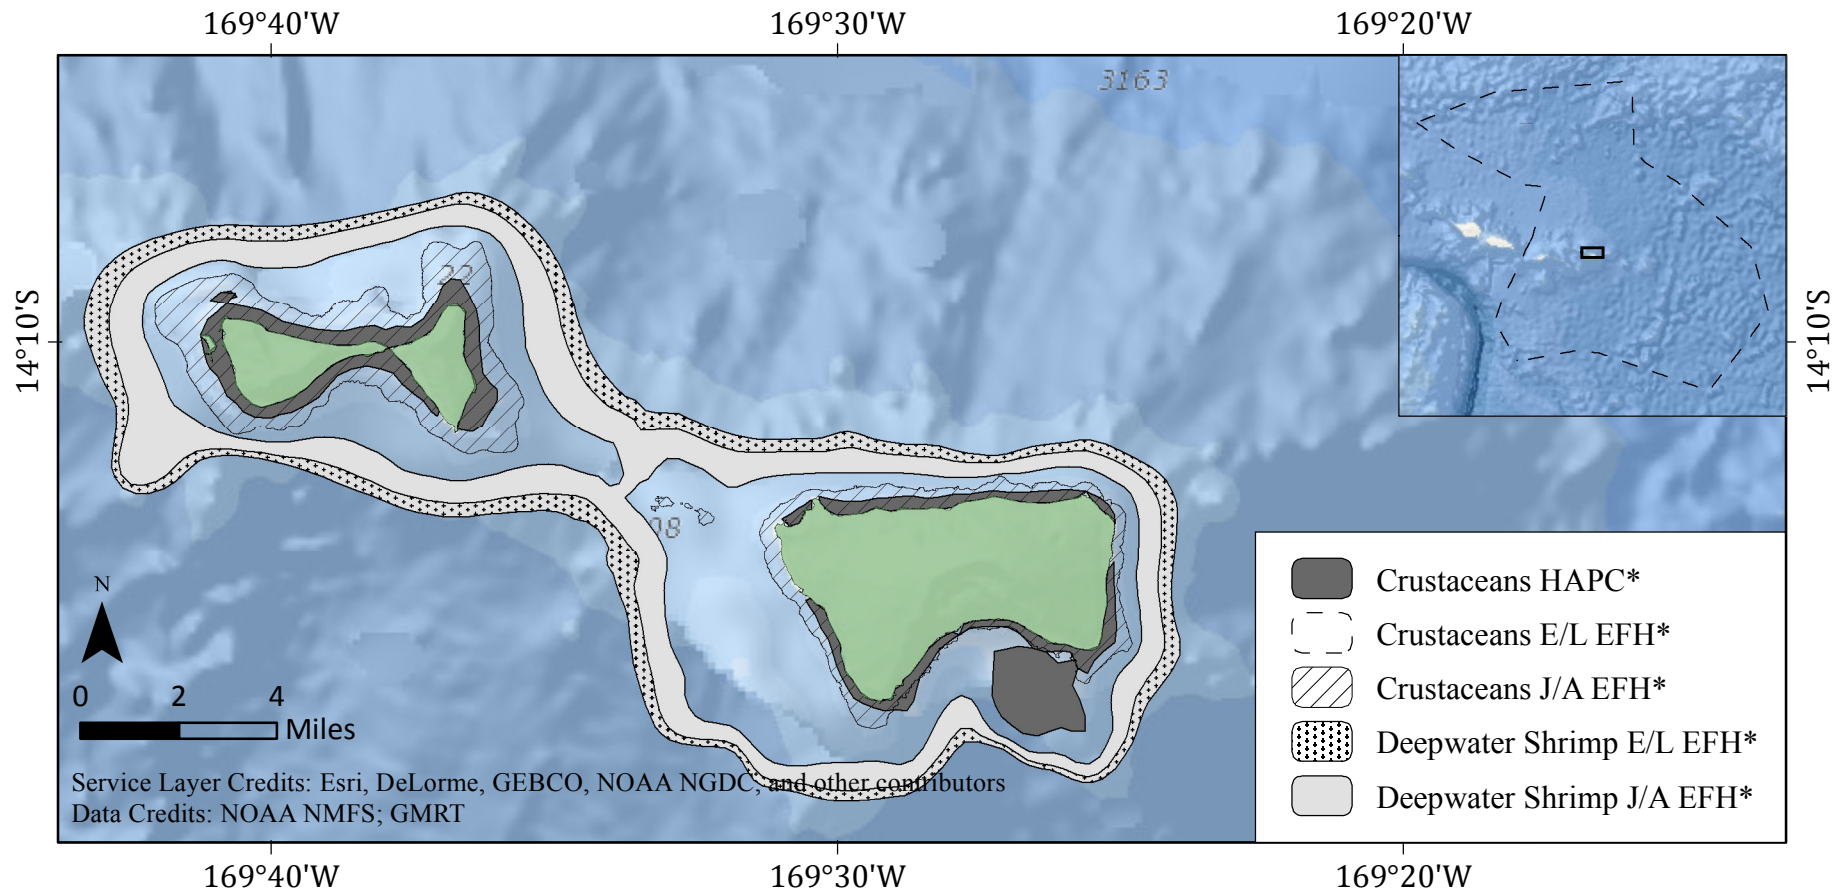 169°40'W 169°30'W 169°20'W
3163
22
14°10'S 14°10'S
98
N
0 2 4
Miles
Crustaceans HAPC*
Crustaceans E/L EFH*
Crustaceans J/A EFH*
Deepwater Shrimp E/L EFH*
Deepwater Shrimp J/A EFH*
Service Layer Credits: Esri, DeLorme, GEBCO, NOAA NGDC, and other contributors
Data Credits: NOAA NMFS; GMRT
169°40'W 169°30'W 169°20'W